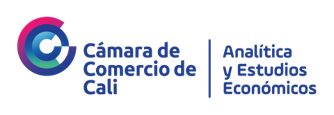 Cámara de
Comercio de
Cali
Analítica
y Estudios
Económicos